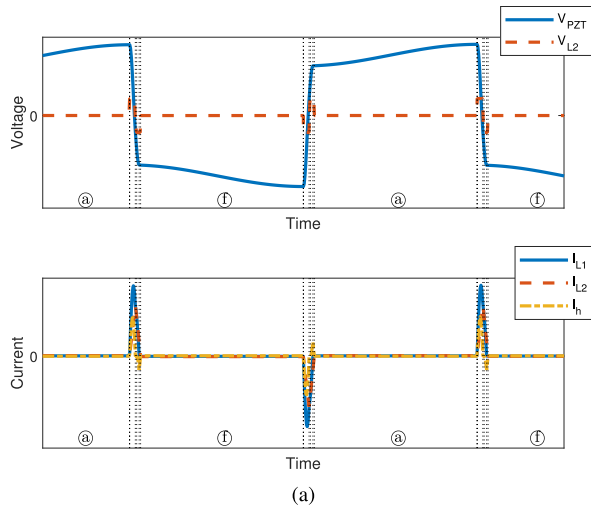 V_PZT
V_L2
Voltage
0
ⓐ ⓕ ⓐ ⓕ
Time
I_L1
I_L2
I_h
Current
0
ⓐ ⓕ ⓐ ⓕ
Time
(a)